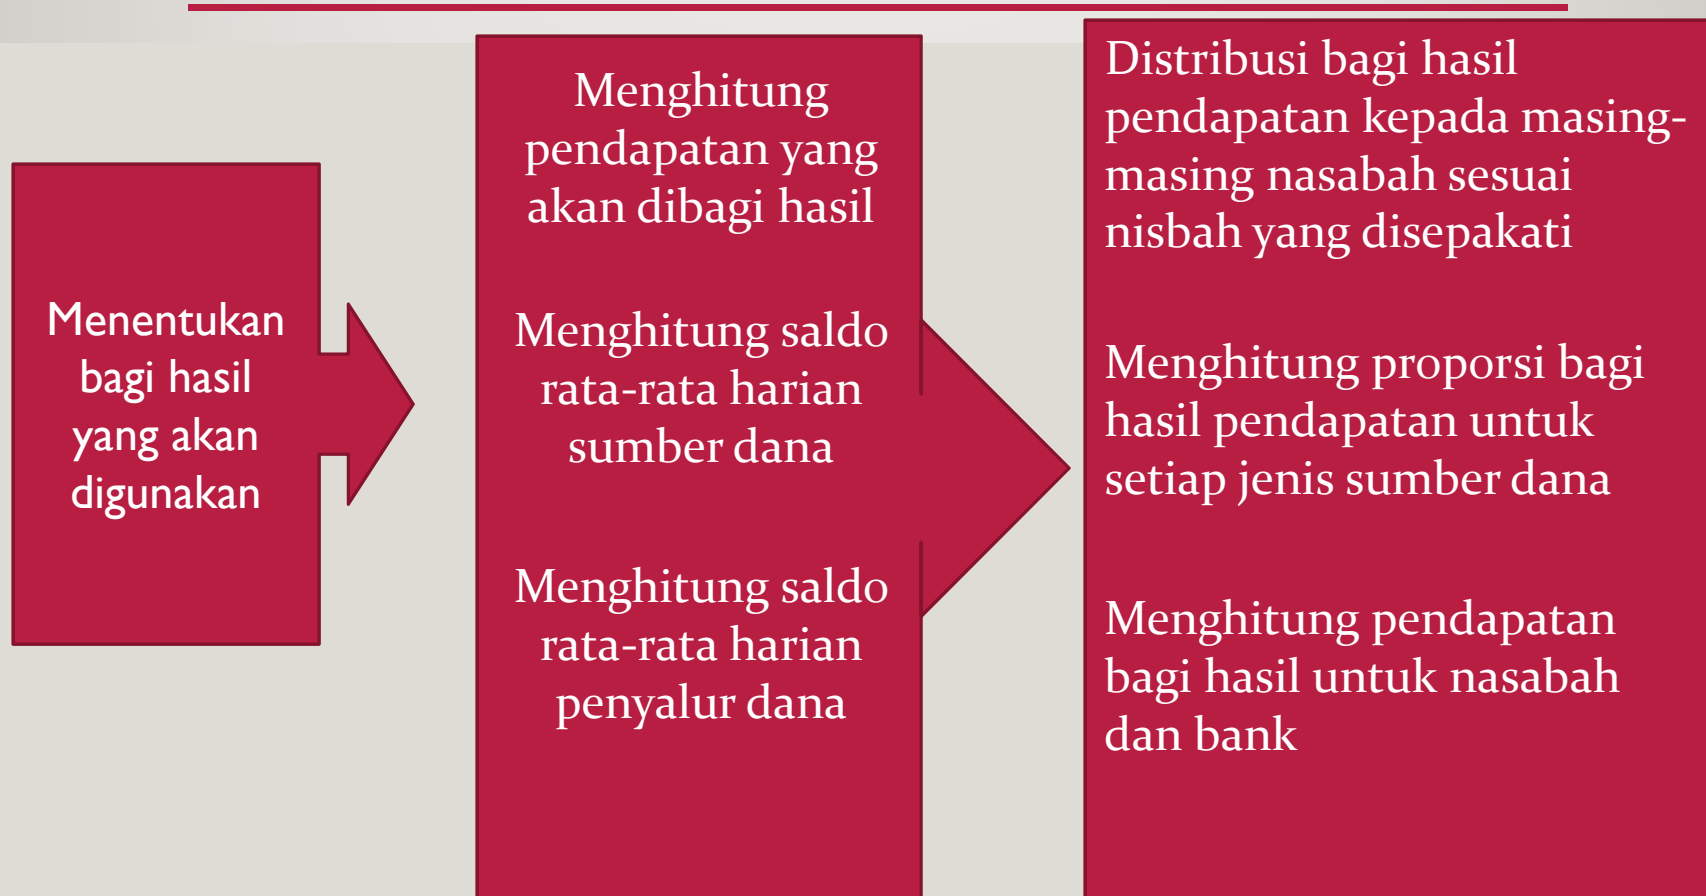 Menentukan
bagi hasil
yang akan
digunakan
Menghitung
pendapatan yang
akan dibagi hasil
Menghitung saldo
rata-rata harian
sumber dana
Menghitung saldo
rata-rata harian
penyalur dana
Distribusi bagi hasil
pendapatan kepada masing-
masing nasabah sesuai
nisbah yang disepakati
Menghitung proporsi bagi
hasil pendapatan untuk
setiap jenis sumber dana
Menghitung pendapatan
bagi hasil untuk nasabah
dan bank